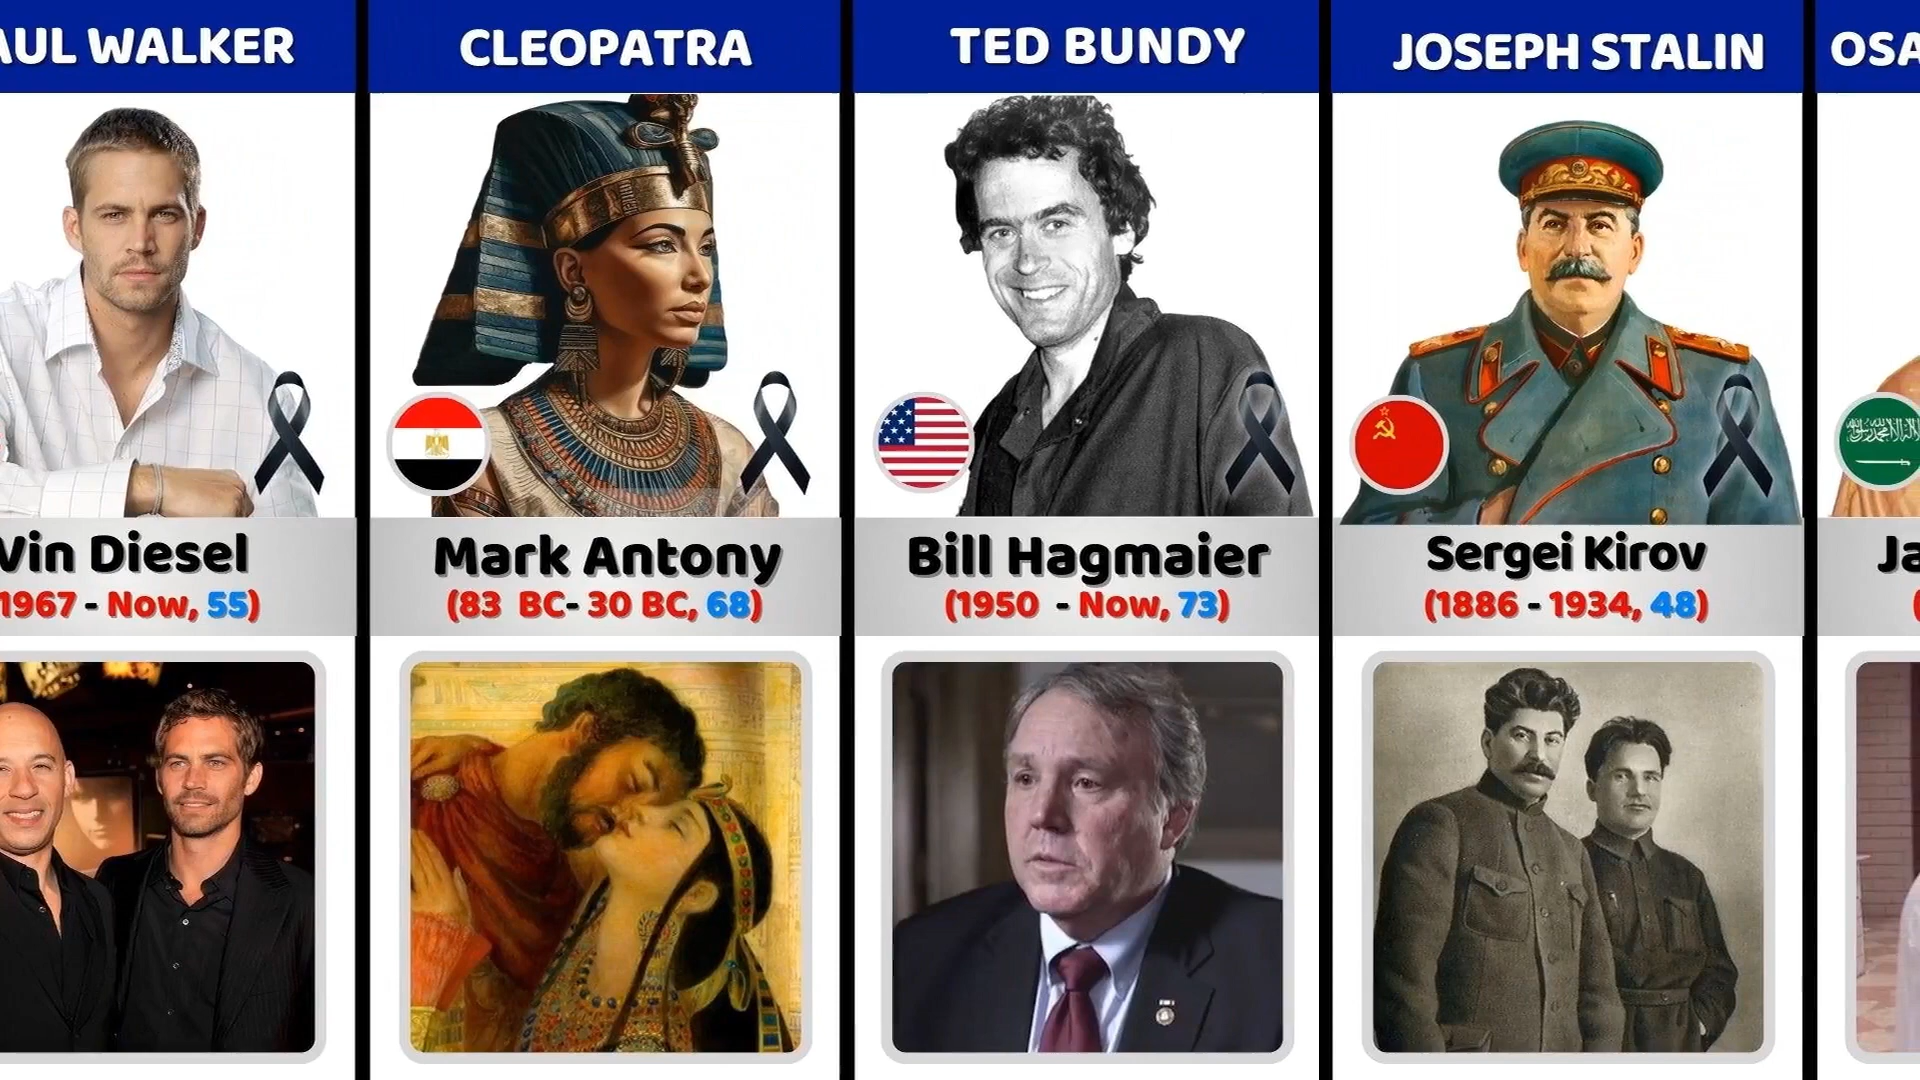 AUL WALKER
Vin Diesel
1967 - Now, 55)
CLEOPATRA
Mark Antony
(83 BC- 30 BC, 68)
TED BUNDY
Bill Hagmaier
(1950 - Now, 73)
JOSEPH STALIN
Sergei Kirov
(1886 - 1934, 48)
OSA
Ja
(